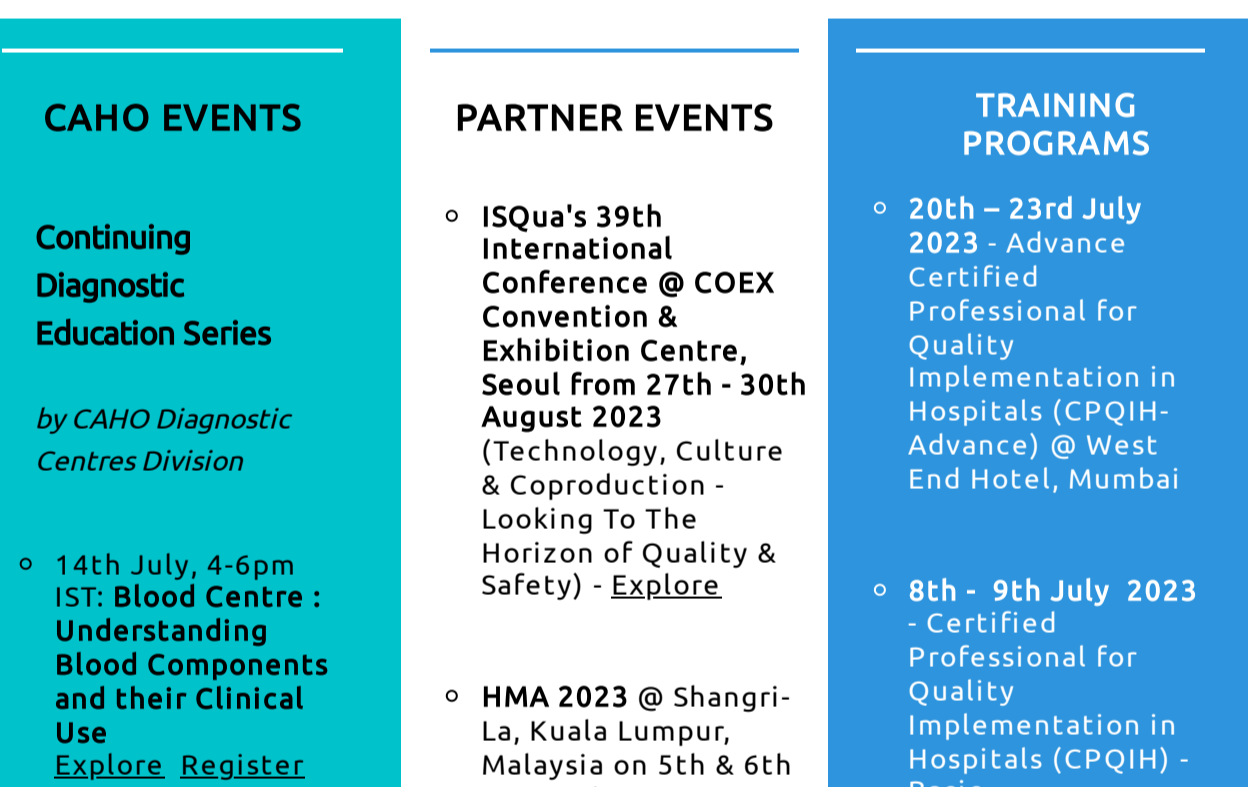 CAHO EVENTS
Continuing
Diagnostic
Education Series
by CAHO Diagnostic
Centres Division
14th July, 4-6pm
IST: Blood Centre :
Understanding
Blood Components
and their Clinical
Use
Explore Register
PARTNER EVENTS
ISQua's 39th
International
Conference @ COEX
Convention &
Exhibition Centre,
Seoul from 27th - 30th
August 2023
(Technology, Culture
& Coproduction -
Looking To The
Horizon of Quality &
Safety) - Explore
HMA 2023 @ Shangri-
La, Kuala Lumpur,
Malaysia on 5th & 6th
TRAINING
PROGRAMS
20th – 23rd July
2023 - Advance
Certified
Professional for
Quality
Implementation in
Hospitals (CPQIH-
Advance) @ West
End Hotel, Mumbai
8th - 9th July 2023
- Certified
Professional for
Quality
Implementation in
Hospitals (CPQIH) -